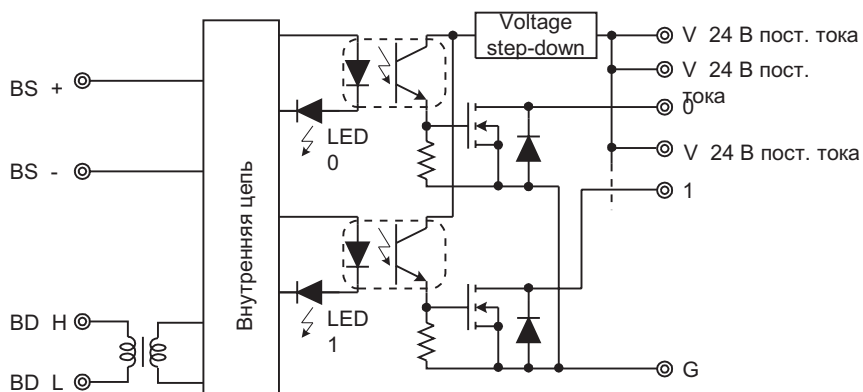 Voltage
step-down
V 24 В пост. тока
V 24 В пост.
тока
0
BS +
LED
0
V 24 В пост. тока
BS -
1
Внутренняя цепь
BD H
LED
1
G
BD L